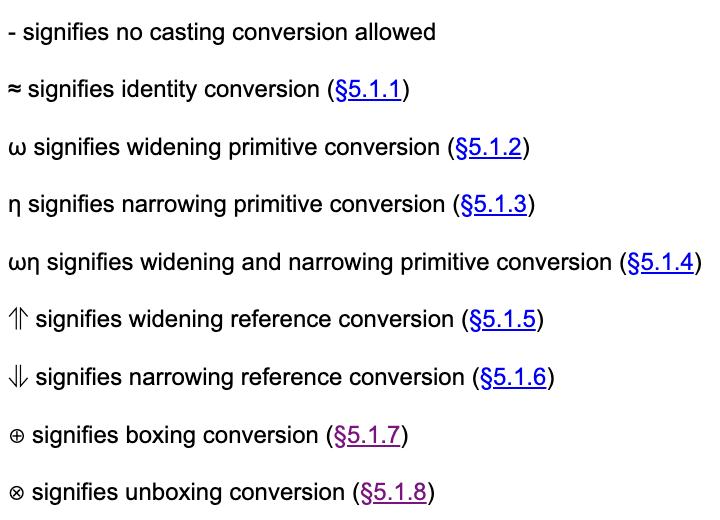 - signifies no casting conversion allowed
≈ signifies identity conversion (§5.1.1)
ω signifies widening primitive conversion (§5.1.2)
η signifies narrowing primitive conversion (§5.1.3)
ωη signifies widening and narrowing primitive conversion (§5.1.4)
⥣ signifies widening reference conversion (§5.1.5)
⥥ signifies narrowing reference conversion (§5.1.6)
⊕ signifies boxing conversion (§5.1.7)
⊗ signifies unboxing conversion (§5.1.8)